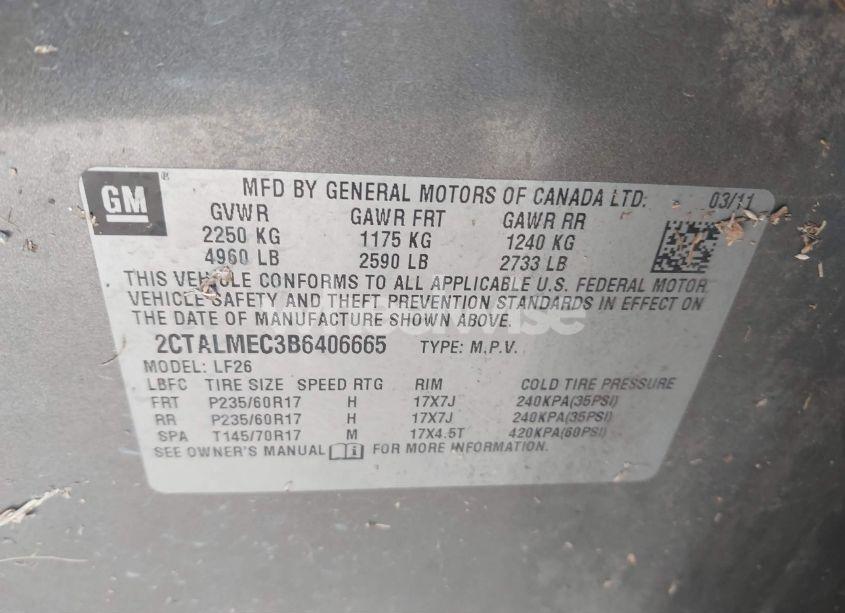 GM ® MFD BY GENERAL MOTORS OF CANADA LTD. 03/11
GVWR GAWR FRT GAWR RR
2250 KG 1175 KG 1240 KG
4960 LB 2590 LB 2733 LB
THIS VEHICLE CONFORMS TO ALL APPLICABLE U.S. FEDERAL MOTOR
VEHICLE SAFETY AND THEFT PREVENTION STANDARDS IN EFFECT ON
THE DATE OF MANUFACTURE SHOWN ABOVE.
2CTALMEC3B6406665 TYPE: M.P.V.
MODEL: LF26
LBFC TIRE SIZE SPEED RTG RIM COLD TIRE PRESSURE
FRT P235/60R17 H 17X7J 240KPA(35PSI)
RR P235/60R17 H 17X7J 240KPA(35PSI)
SPA T145/70R17 M 17X4.5T 420KPA(60PSI)
SEE OWNER'S MANUAL FOR MORE INFORMATION.